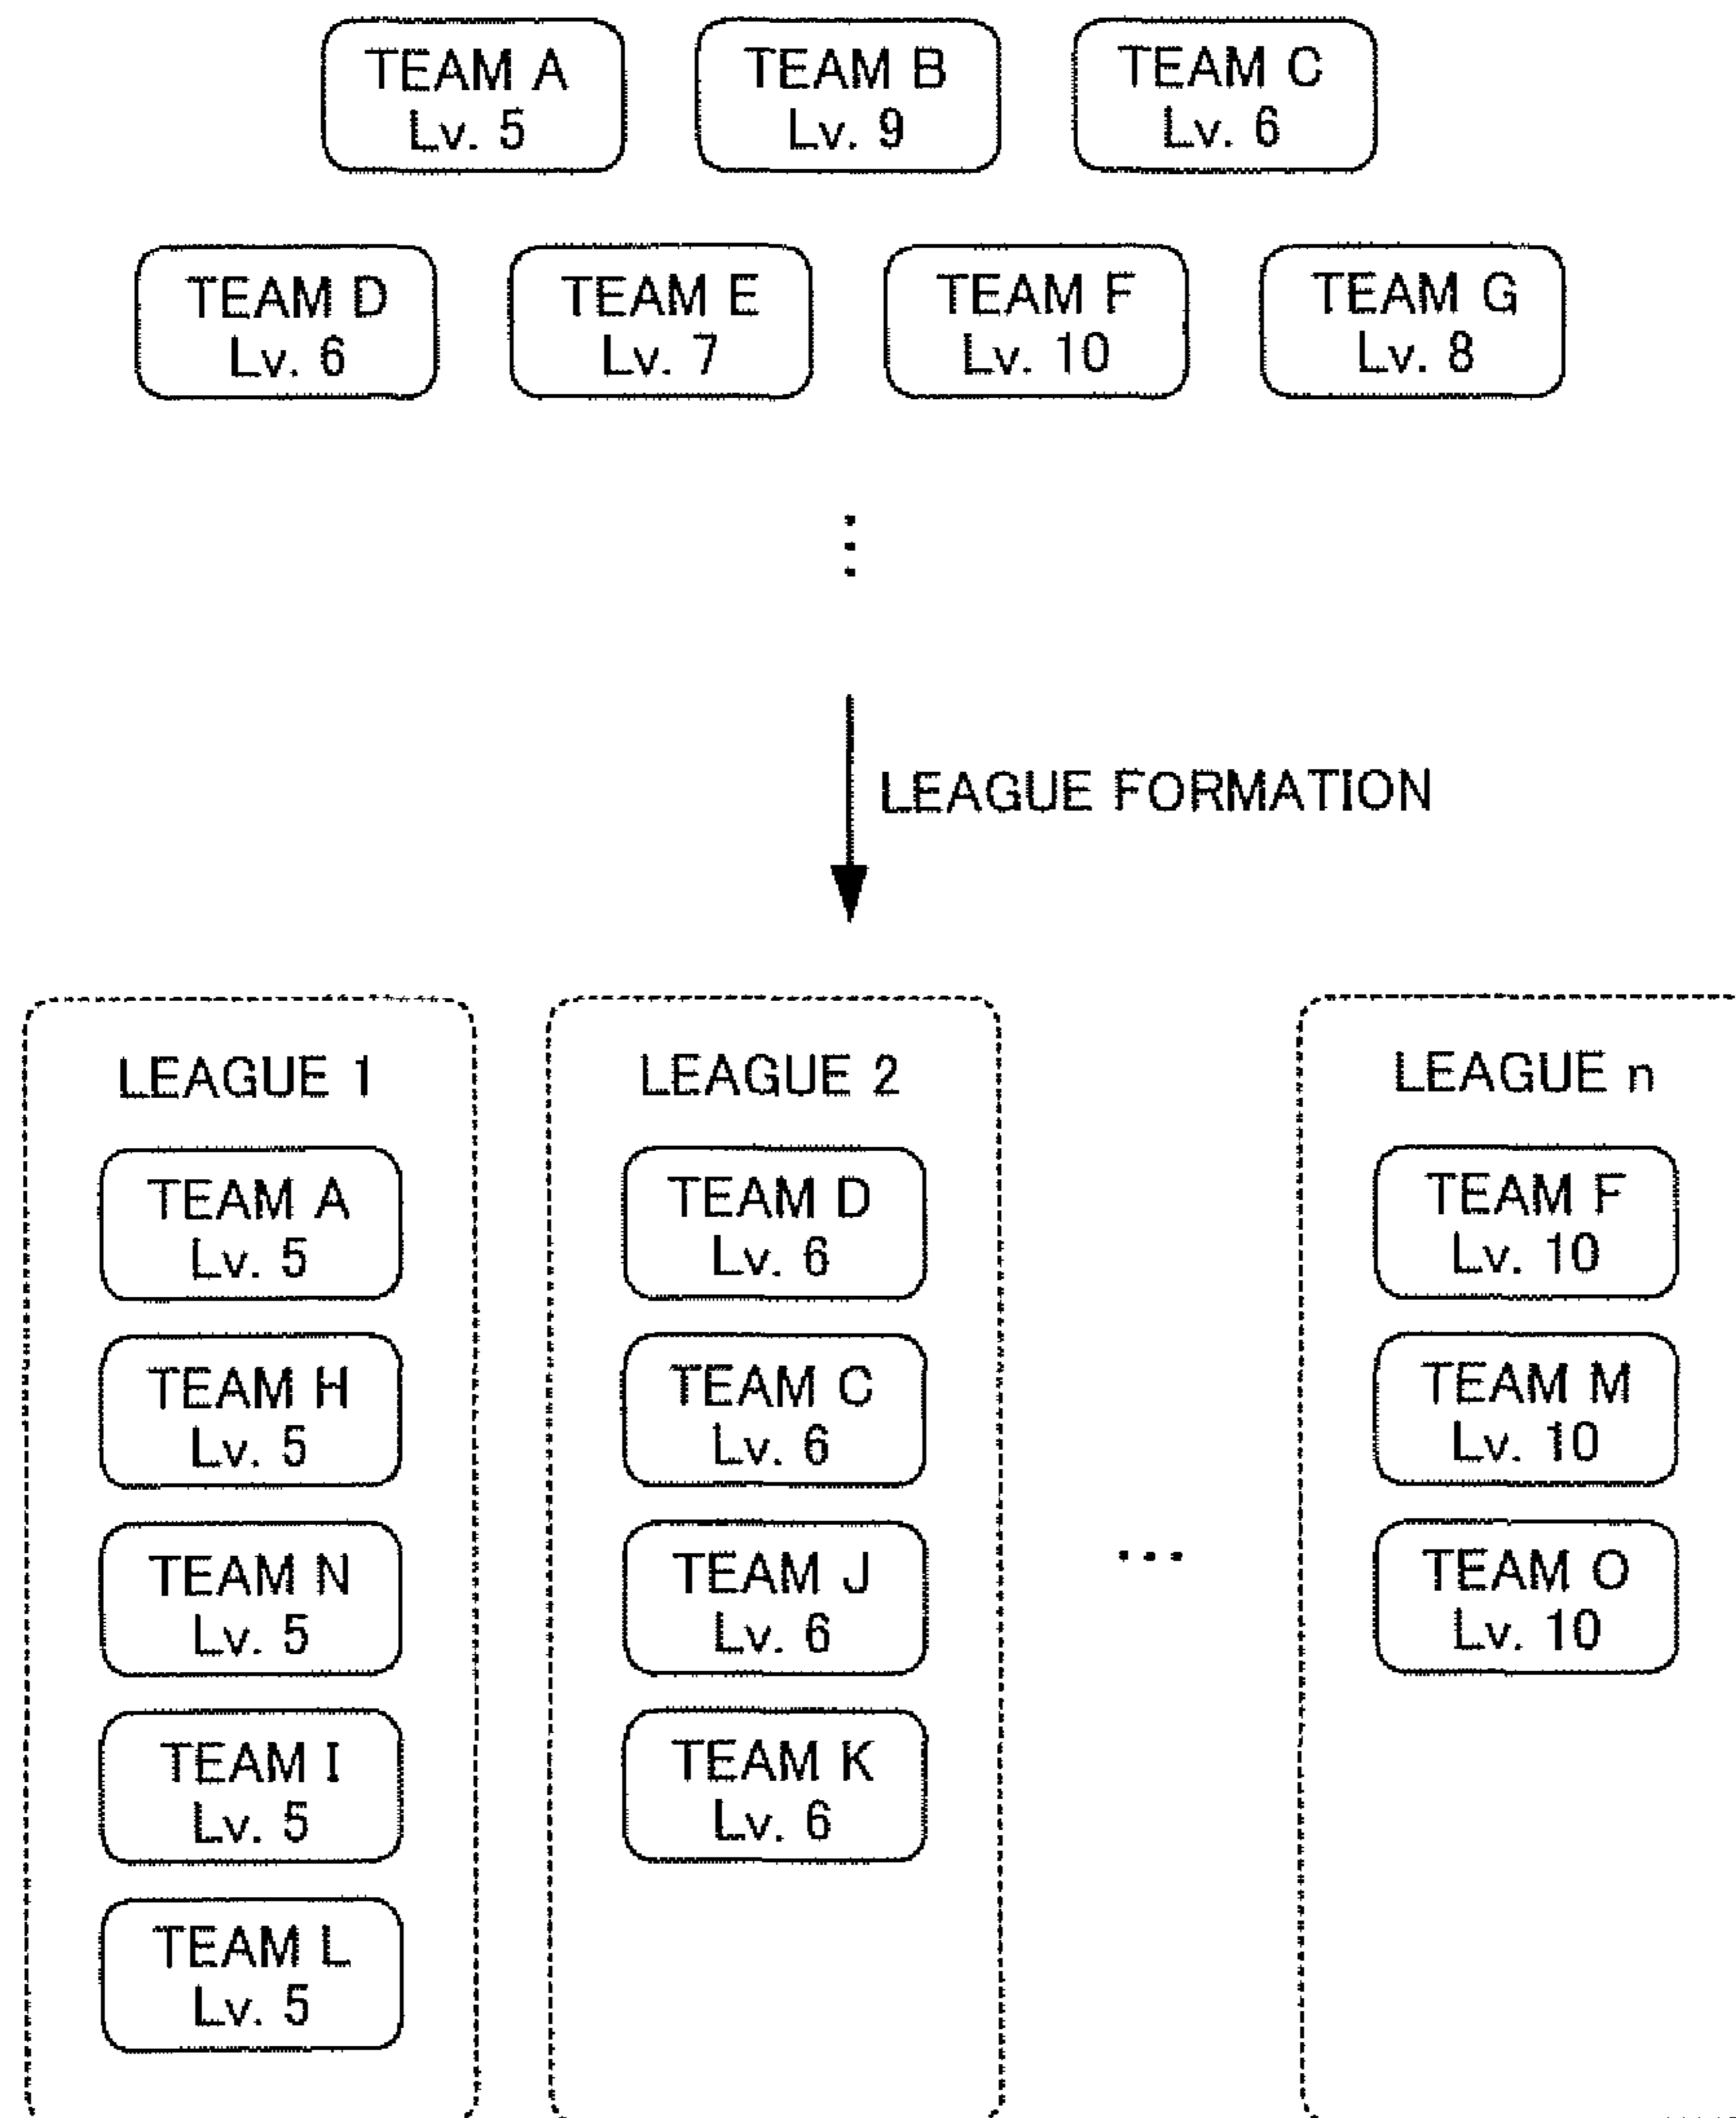 TEAM A
Lv. 5
TEAM B
Lv. 9
TEAM C
Lv. 6
TEAM D
Lv. 6
TEAM E
Lv. 7
TEAM F
Lv. 10
TEAM G
Lv. 8
⋮
LEAGUE FORMATION
LEAGUE 1
TEAM A
Lv. 5
TEAM H
Lv. 5
TEAM N
Lv. 5
TEAM I
Lv. 5
TEAM L
Lv. 5
LEAGUE 2
TEAM D
Lv. 6
TEAM C
Lv. 6
TEAM J
Lv. 6
TEAM K
Lv. 6
...
LEAGUE n
TEAM F
Lv. 10
TEAM M
Lv. 10
TEAM O
Lv. 10